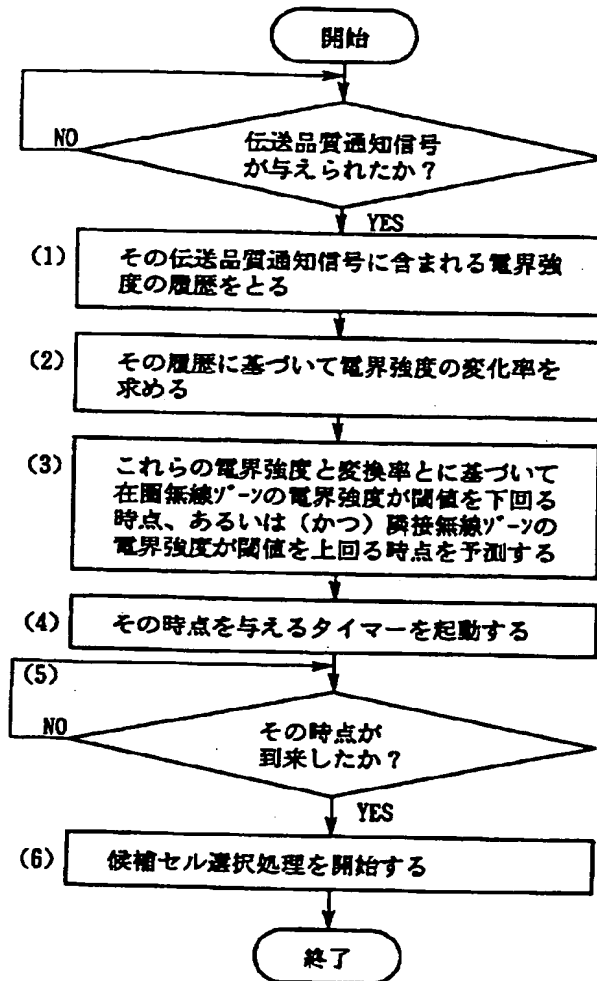 開始
NO
伝送品質通知信号
が与えられたか？
YES
(1)
その伝送品質通知信号に含まれる電界強
度の履歴をとる
(2)
その履歴に基づいて電界強度の変化率を
求める
(3)
これらの電界強度と変換率とに基づいて
在圏無線ｿﾞｰﾝの電界強度が閾値を下回る
時点、あるいは（かつ）隣接無線ｿﾞｰﾝの
電界強度が閾値を上回る時点を予測する
(4)
その時点を与えるタイマーを起動する
(5)
NO
その時点が
到来したか？
YES
(6)
候補セル選択処理を開始する
終了